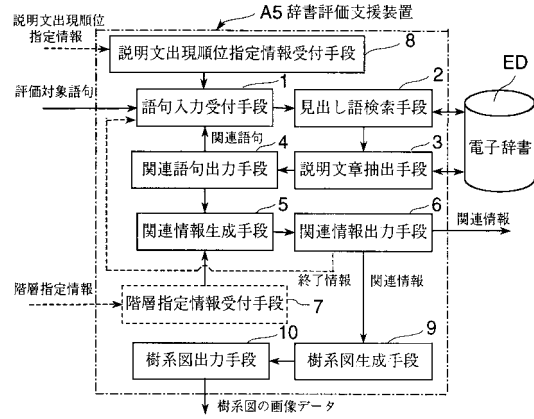 A5 辞書評価支援装置
説明文出現順位
指定情報
説明文出現順位指定情報受付手段
8
1
2
ED
評価対象語句
語句入力受付手段
見出し語検索手段
関連語句
4
3
電子辞書
関連語句出力手段
説明文章抽出手段
5
6
関連情報
関連情報生成手段
関連情報出力手段
終了情報
関連情報
階層指定情報
階層指定情報受付手段
7
10
9
樹系図出力手段
樹系図生成手段
樹系図の画像データ